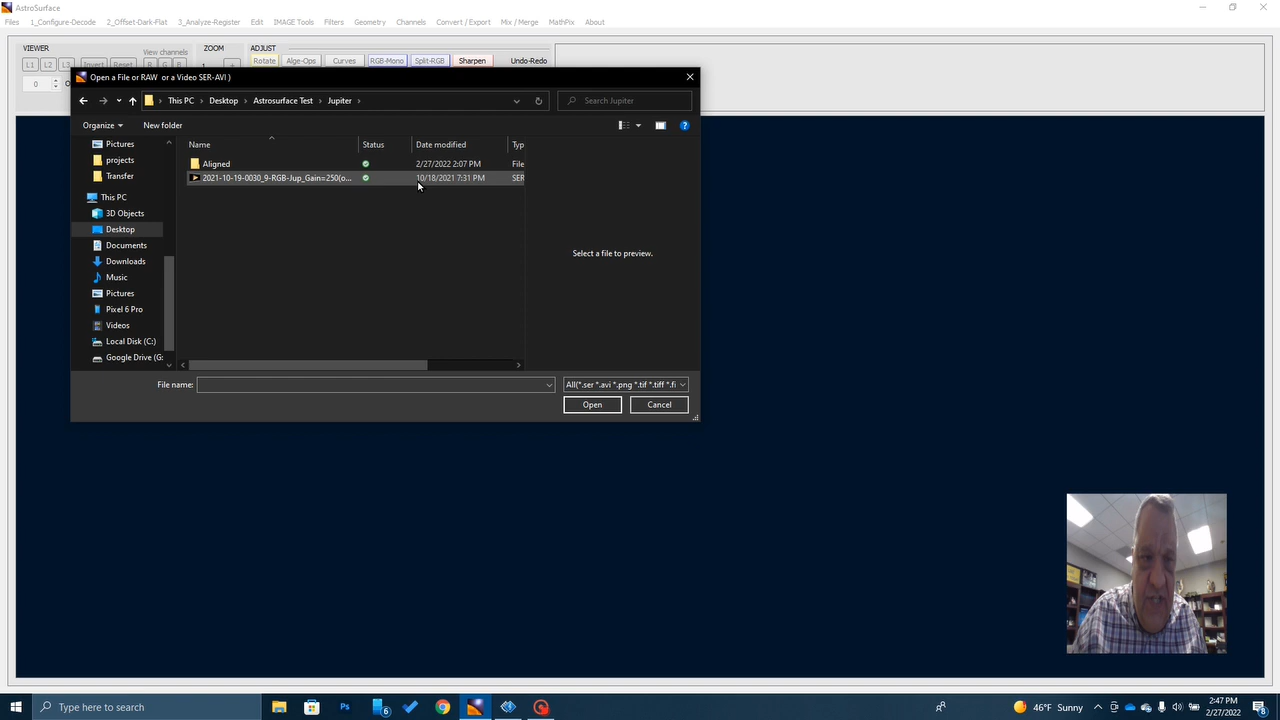 AstroSurface
Files 1_Configure-Decode 2_Offset-Dark-Flat 3_Analyze-Register Edit IMAGE Tools Filters Geometry Channels Convert / Export Mix / Merge MathPix About
VIEWER View channels ZOOM ADJUST
L1 L2 L3 Invert Reset R G B Rotate Alge-Ops Curves RGB-Mono Split-RGB Sharpen Undo-Redo
0
Open a File or RAW or a Video SER-AVI )
This PC Desktop Astrosurface Test Jupiter Search Jupiter
Organize New folder
Name Status Date modified Typ
Aligned 2/27/2022 2:07 PM File
2021-10-19-0030_9-RGB-Jup_Gain=250(o... 10/18/2021 7:31 PM SER
Pictures
projects
Transfer
This PC
3D Objects
Desktop
Documents
Downloads
Music
Pictures
Pixel 6 Pro
Videos
Local Disk (C:)
Google Drive (G:
Select a file to preview.
File name: All(*.ser *.avi *.png *.tif *.tiff *.fi
Open Cancel
Type here to search
6
46°F Sunny
2:47 PM
2/27/2022
8